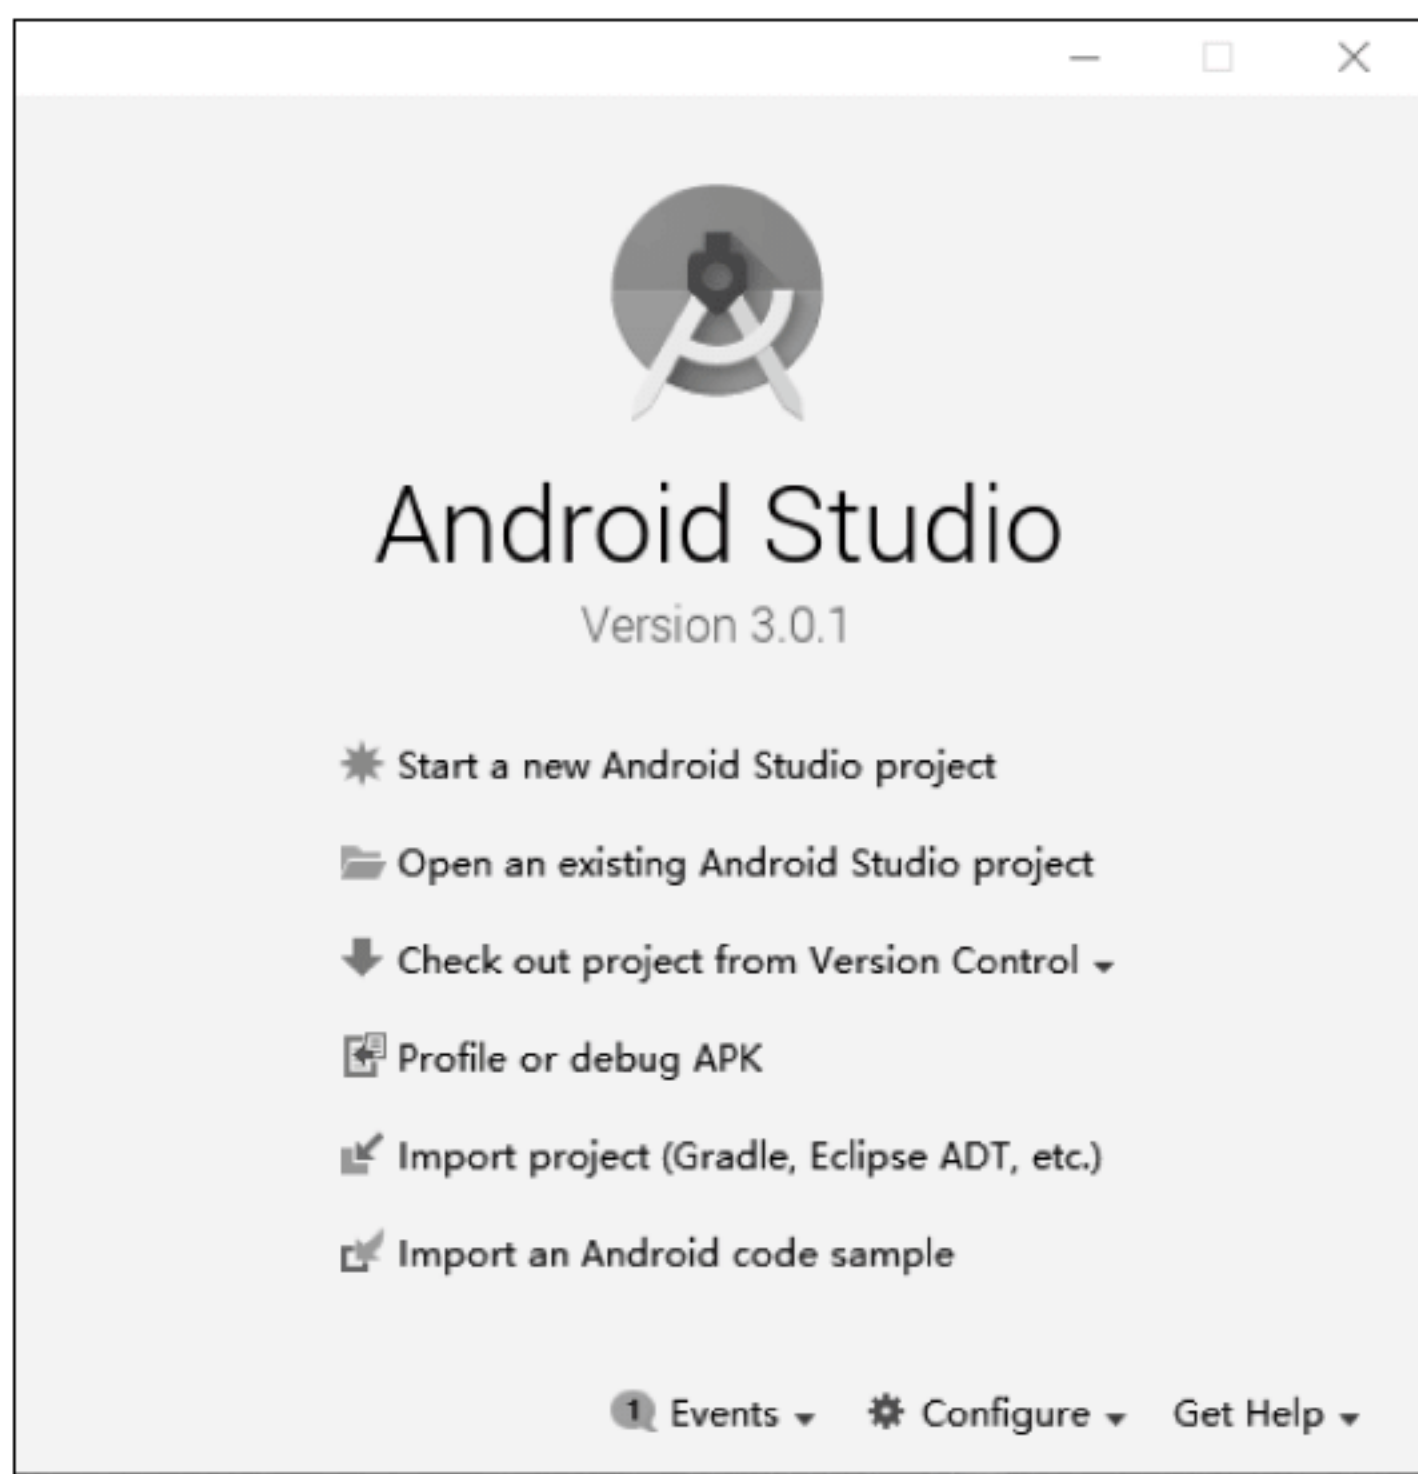 Android Studio
Version 3.0.1
Start a new Android Studio project
Open an existing Android Studio project
Check out project from Version Control
Profile or debug APK
Import project (Gradle, Eclipse ADT, etc.)
Import an Android code sample
1 Events Configure Get Help